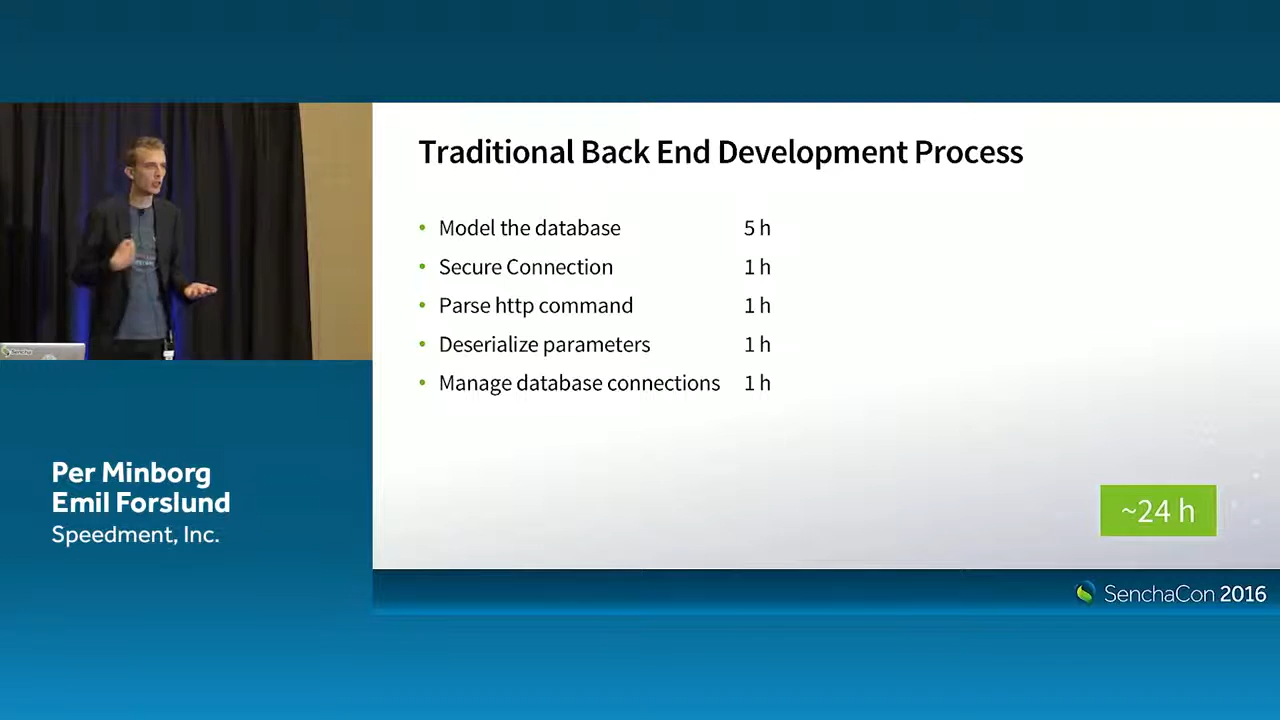 Traditional Back End Development Process
• Model the database 5 h
• Secure Connection 1 h
• Parse http command 1 h
• Deserialize parameters 1 h
• Manage database connections 1 h
~24 h
Sencha
Per Minborg
Emil Forslund
Speedment, Inc.
SenchaCon 2016